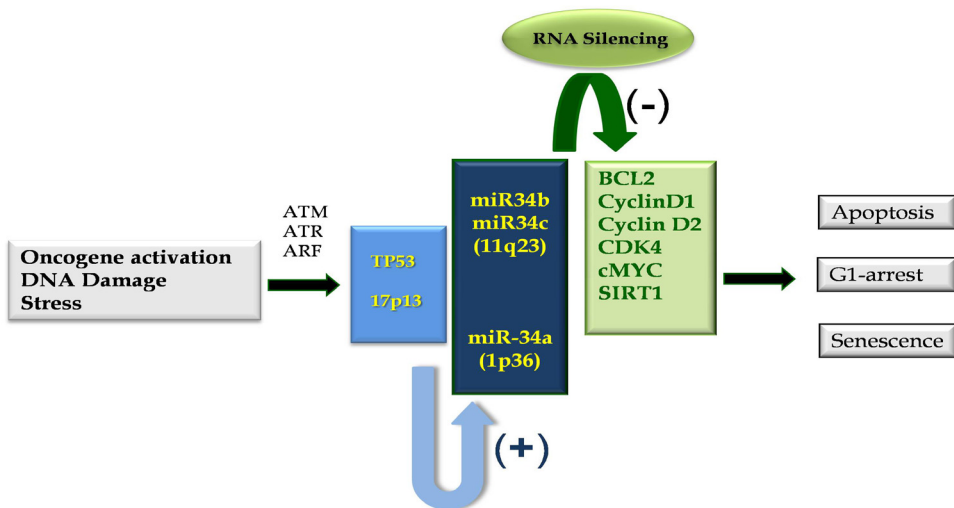 RNA Silencing
(-)
Oncogene activation
DNA Damage
Stress
ATM
ATR
ARF
TP53
17p13
miR34b
miR34c
(11q23)
miR-34a
(1p36)
(+)
BCL2
CyclinD1
Cyclin D2
CDK4
cMYC
SIRT1
Apoptosis
G1-arrest
Senescence